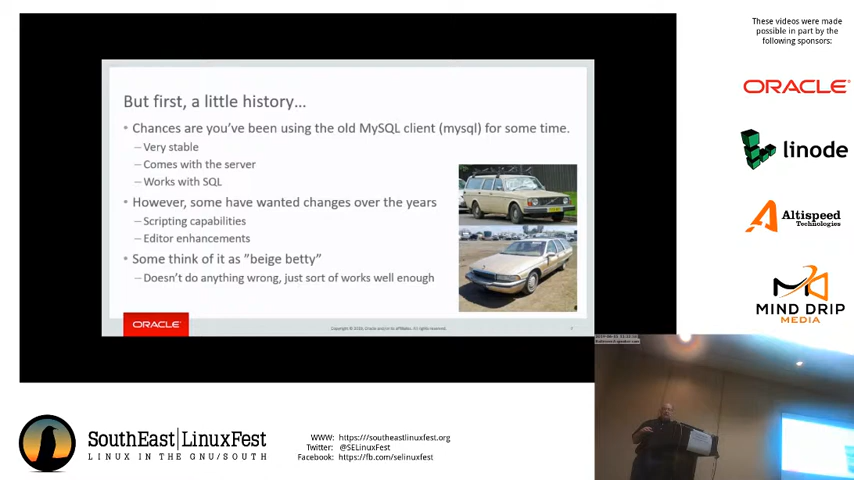 These videos were made
possible in part by the
following sponsors:
ORACLE
linode
Altispeed
Technologies
MIND DRIP
MEDIA
But first, a little history...
• Chances are you've been using the old MySQL client (mysql) for some time.
– Very stable
– Comes with the server
– Works with SQL
• However, some have wanted changes over the years
– Scripting capabilities
– Editor enhancements
• Some think of it as "beige betty"
– Doesn't do anything wrong, just sort of works well enough
ORACLE
Copyright © 2018, Oracle and/or its affiliates. All rights reserved.
SouthEast|LinuxFest
LINUX IN THE GNU/SOUTH
WWW: https:///southeastlinuxfest.org
Twitter: @SELinuxFest
Facebook: https://fb.com/selinuxfest